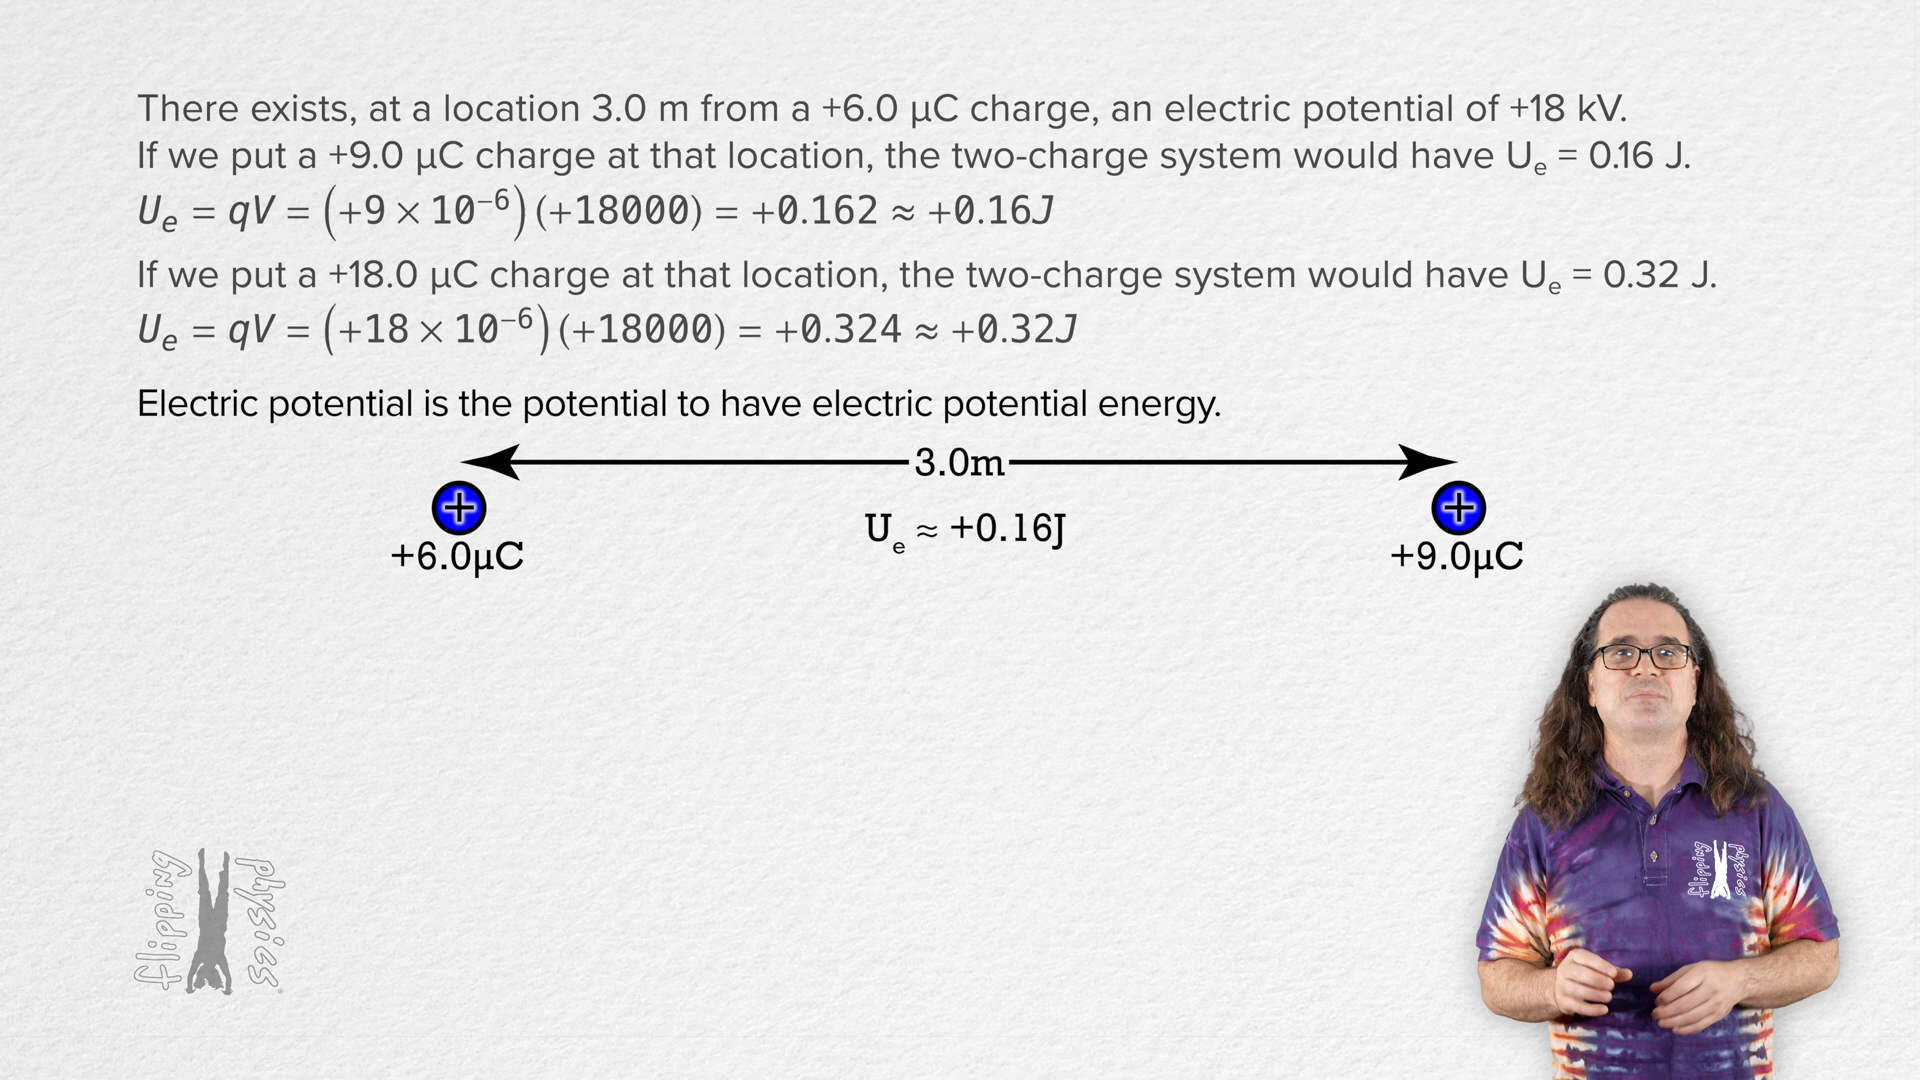 There exists, at a location 3.0 m from a +6.0 μC charge, an electric potential of +18 kV.
If we put a +9.0 μC charge at that location, the two-charge system would have Uₑ = 0.16 J.
Uₑ = qV = (+9 × 10⁻⁶)(+18000) = +0.162 ≈ +0.16J
If we put a +18.0 μC charge at that location, the two-charge system would have Uₑ = 0.32 J.
Uₑ = qV = (+18 × 10⁻⁶)(+18000) = +0.324 ≈ +0.32J
Electric potential is the potential to have electric potential energy.
3.0m
+ +
Uₑ ≈ +0.16J
+6.0μC +9.0μC
flipping physics
flipping physics